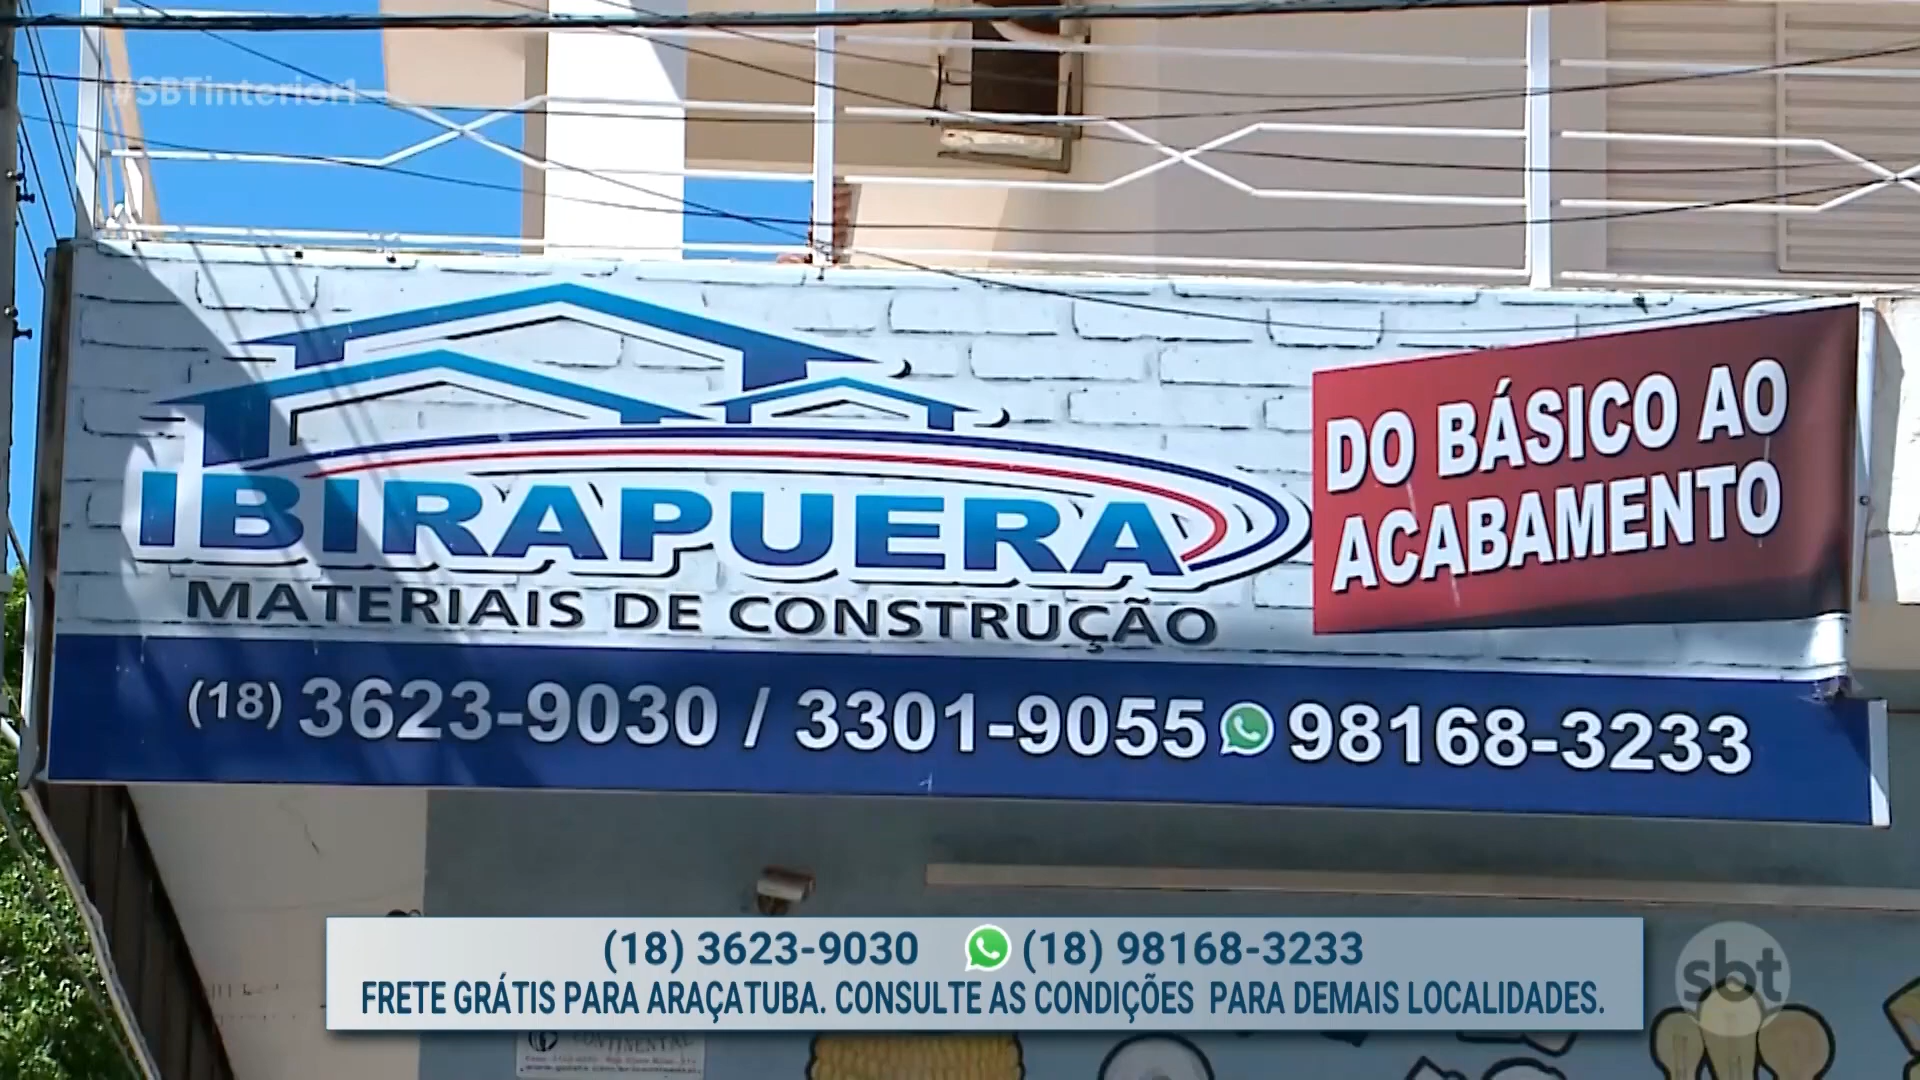 #SBTinterior1
IBIRAPUERA
MATERIAIS DE CONSTRUÇÃO
DO BÁSICO AO
ACABAMENTO
(18) 3623-9030 / 3301-9055 98168-3233
(18) 3623-9030 (18) 98168-3233
FRETE GRÁTIS PARA ARAÇATUBA. CONSULTE AS CONDIÇÕES PARA DEMAIS LOCALIDADES.
sbt
CONTINENTAL